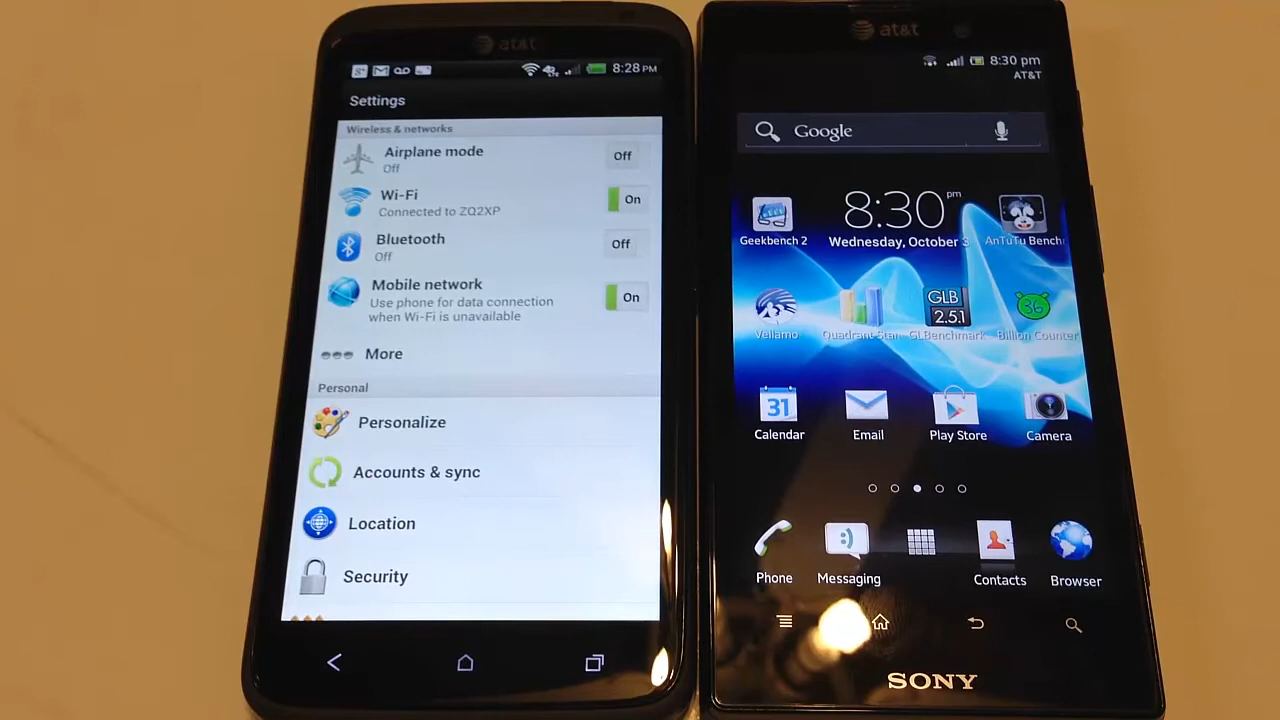 at&t
8:28 PM
Settings
Wireless & networks
Airplane mode
Off
Off
Wi-Fi
Connected to ZQ2XP
On
Bluetooth
Off
Off
Mobile network
Use phone for data connection
when Wi-Fi is unavailable
On
More
Personal
Personalize
Accounts & sync
Location
Security
at&t
8:30 pm
AT&T
Google
8:30 pm
Wednesday, October 3
Geekbench 2
AnTuTu Bench
GLB
2.5.1
36
Vellamo
Quadrant Stan
GLBenchmark
Billion Counter
31
Calendar
Email
Play Store
Camera
:)
Phone
Messaging
Contacts
Browser
SONY